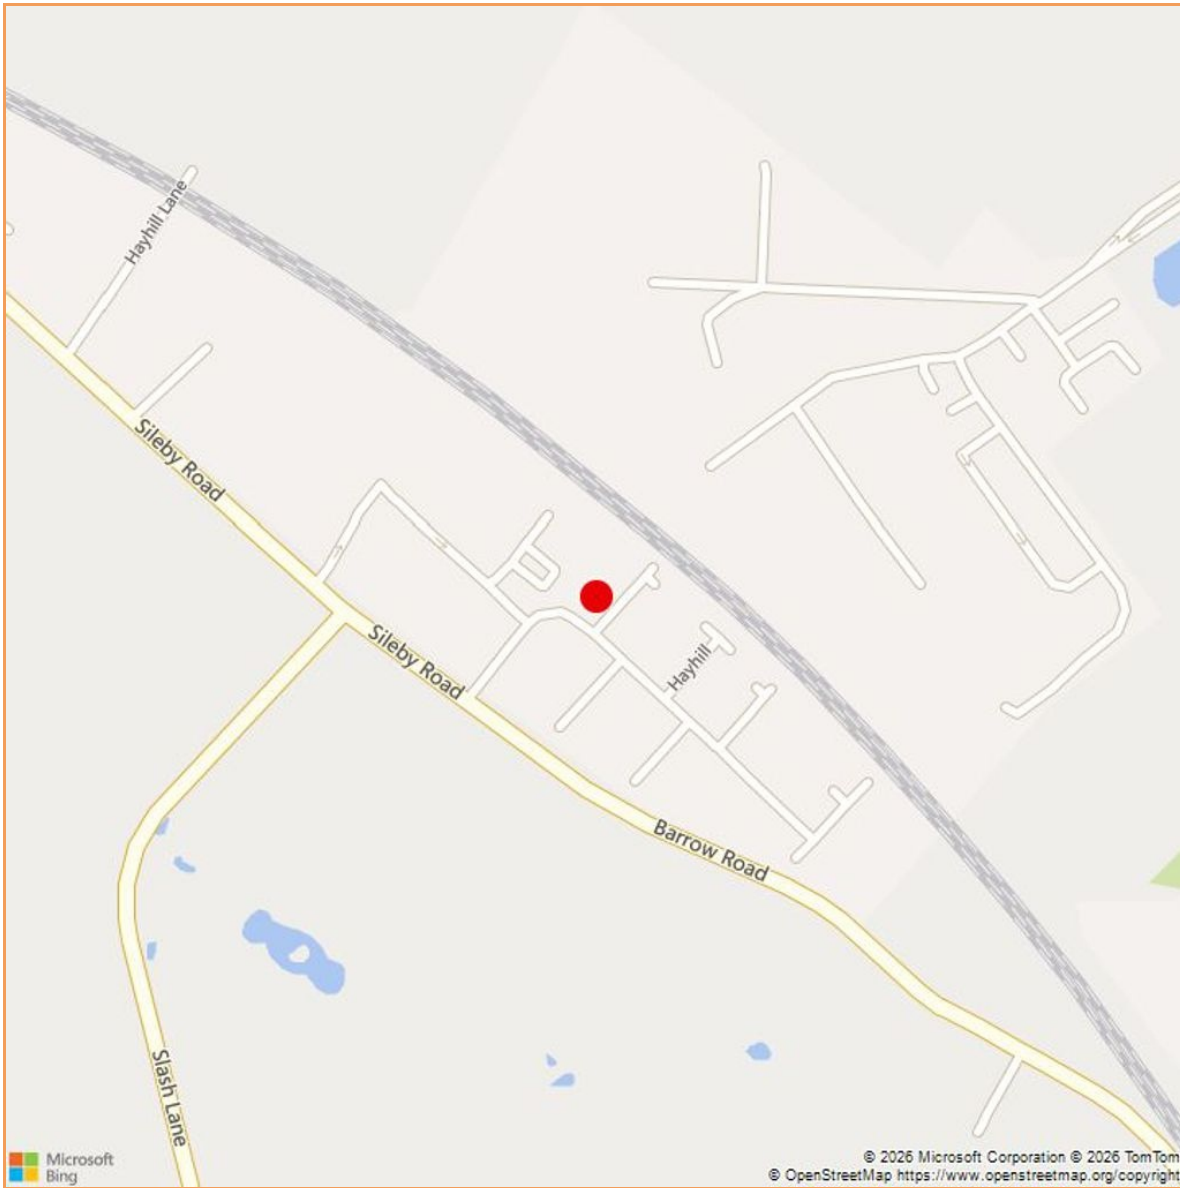 Hayhill Lane
Sileby Road
Sileby Road
Hayhill
Barrow Road
Slash Lane
Microsoft
Bing
© 2026 Microsoft Corporation © 2026 TomTom
© OpenStreetMap https://www.openstreetmap.org/copyright